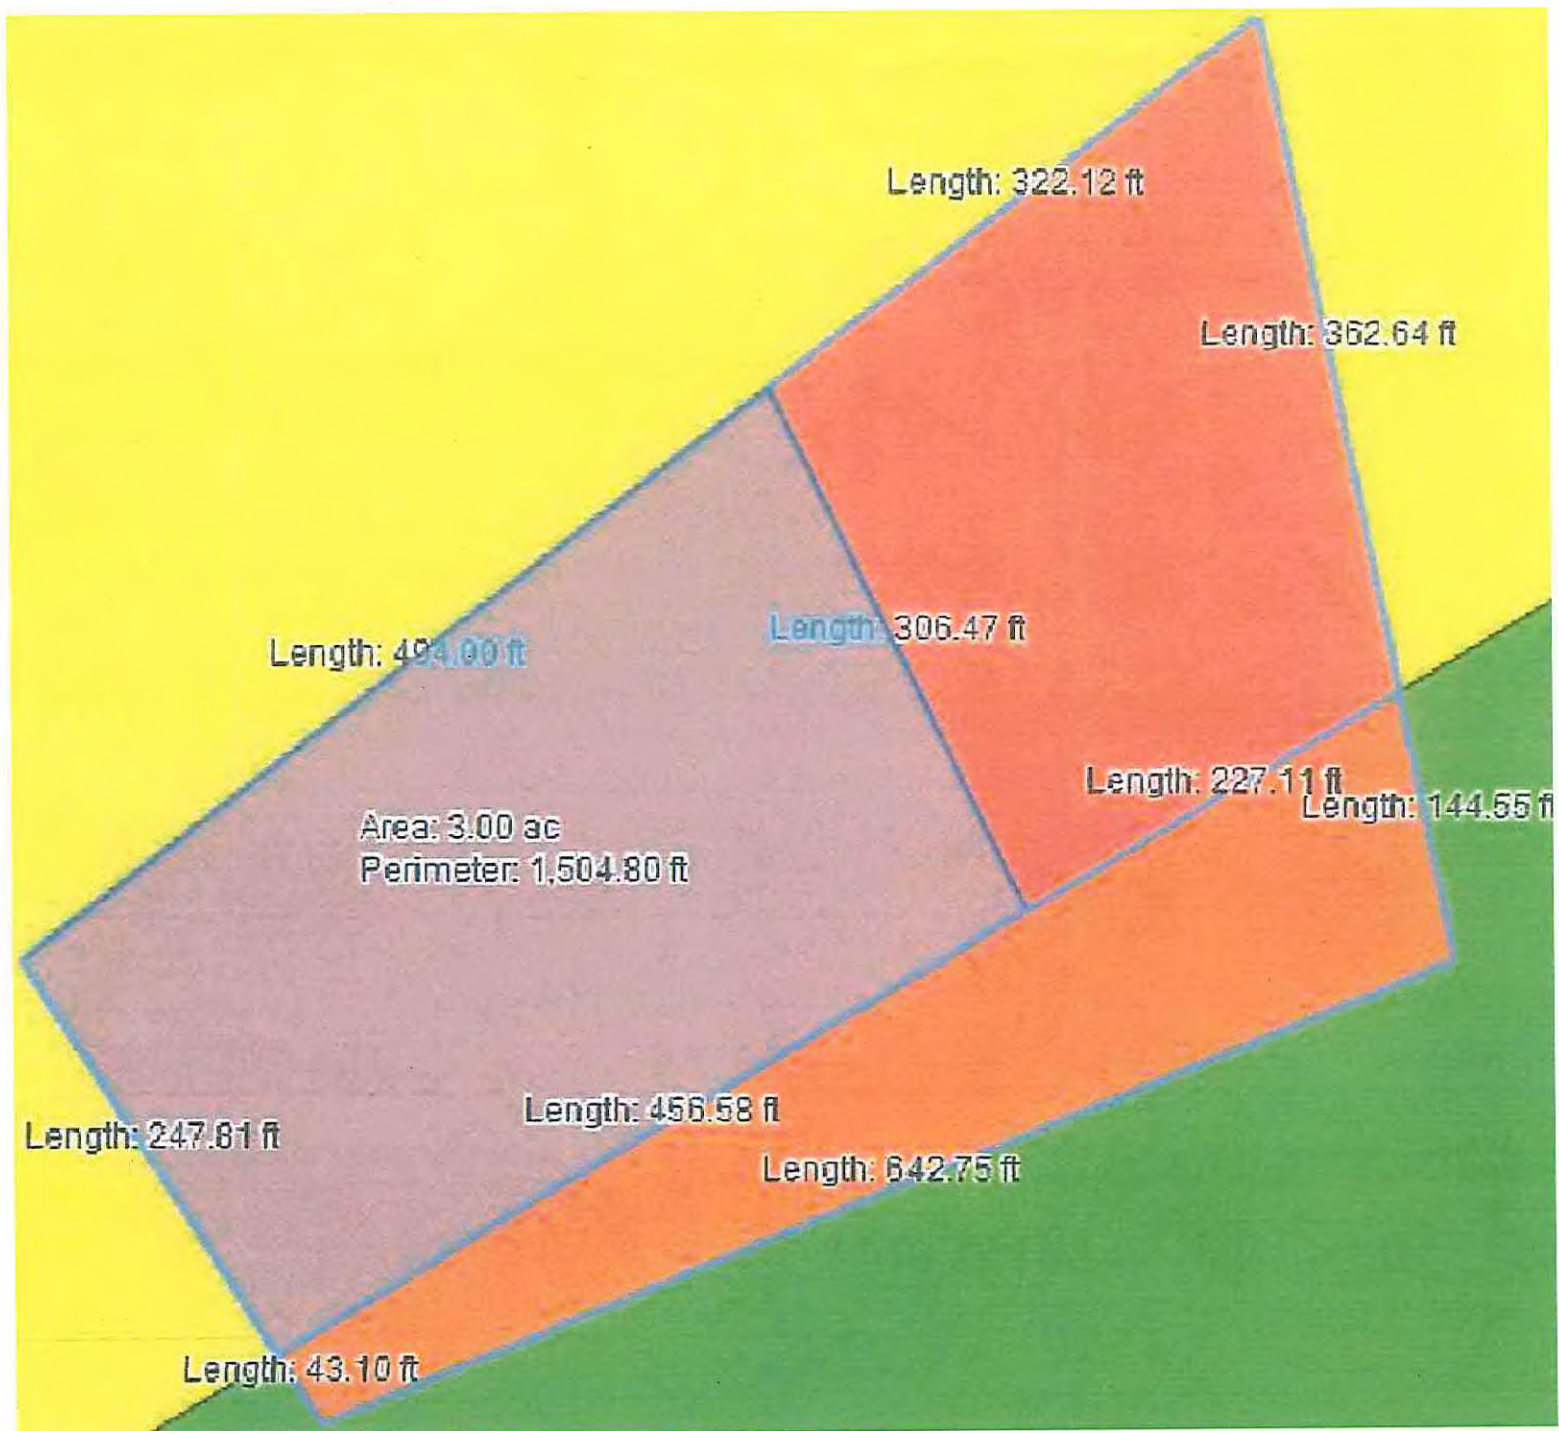 Length: 322.12 ft
Length: 362.64 ft
Length: 306.47 ft
Length: 494.00 ft
Length: 227.11 ft
Length: 144.55 ft
Area: 3.00 ac
Perimeter: 1,504.80 ft
Length: 456.58 ft
Length: 247.81 ft
Length: 642.75 ft
Length: 43.10 ft